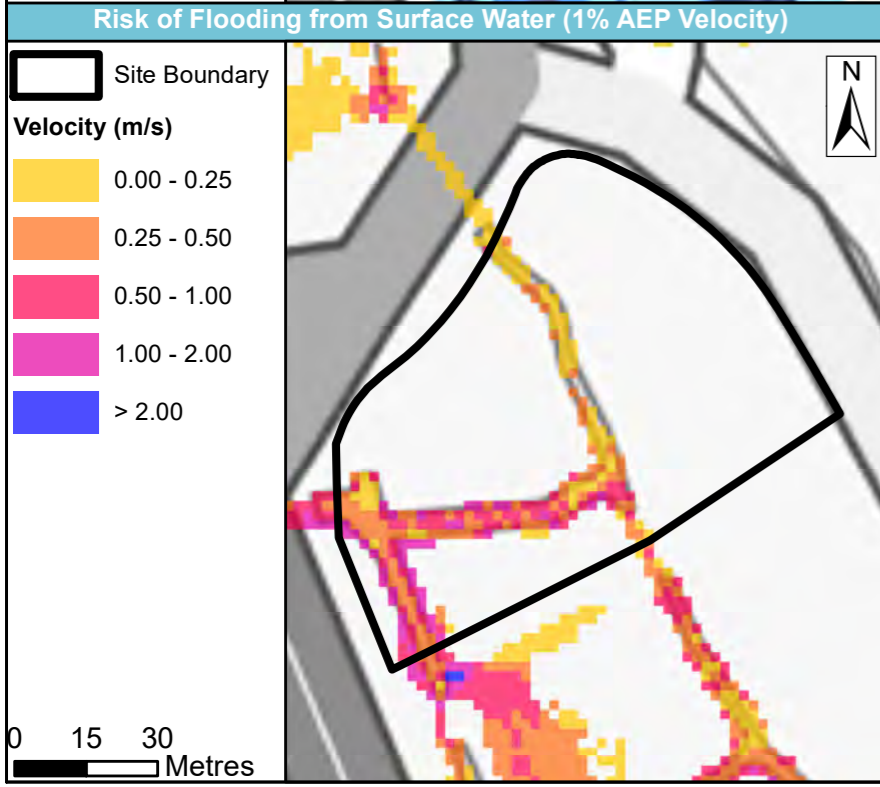 Risk of Flooding from Surface Water (1% AEP Velocity)
Site Boundary
Velocity (m/s)
0.00 - 0.25
0.25 - 0.50
0.50 - 1.00
1.00 - 2.00
> 2.00
N
0 15 30
Metres